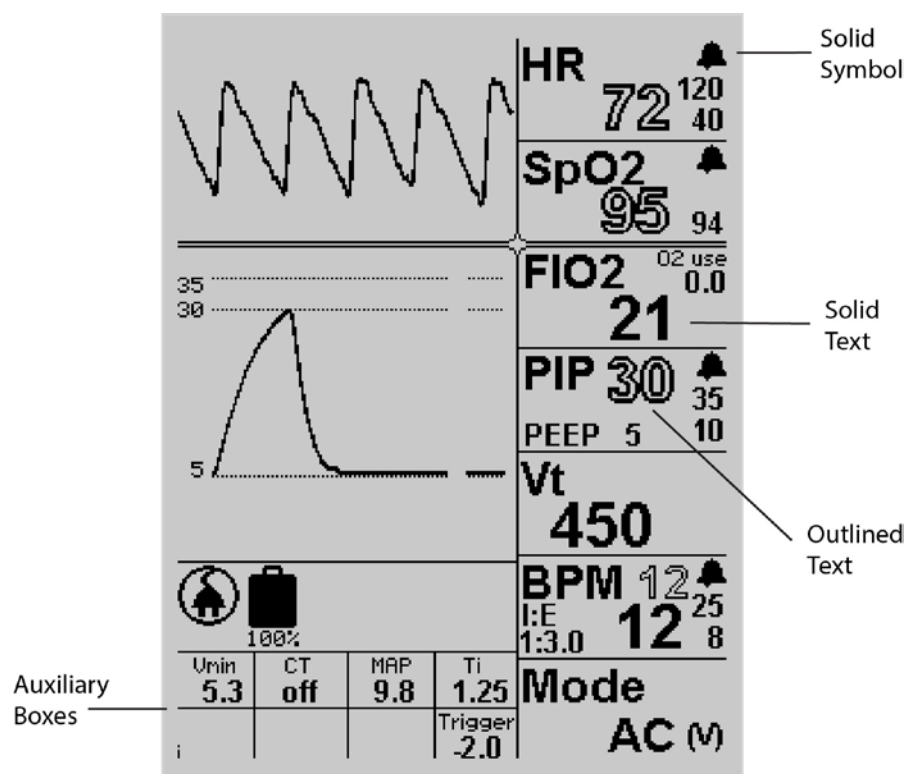 HR
72
120
40
SpO2
95
94
35
30
5
FIO2
O2 use
0.0
21
PIP 30
35
10
PEEP 5
Vt
450
BPM 12
25
8
I:E
1:3.0
12
100%
Vmin
5.3
CT
off
MAP
9.8
Ti
1.25
Trigger
-2.0
i
Mode
AC (V)
Solid
Symbol
Solid
Text
Outlined
Text
Auxiliary
Boxes